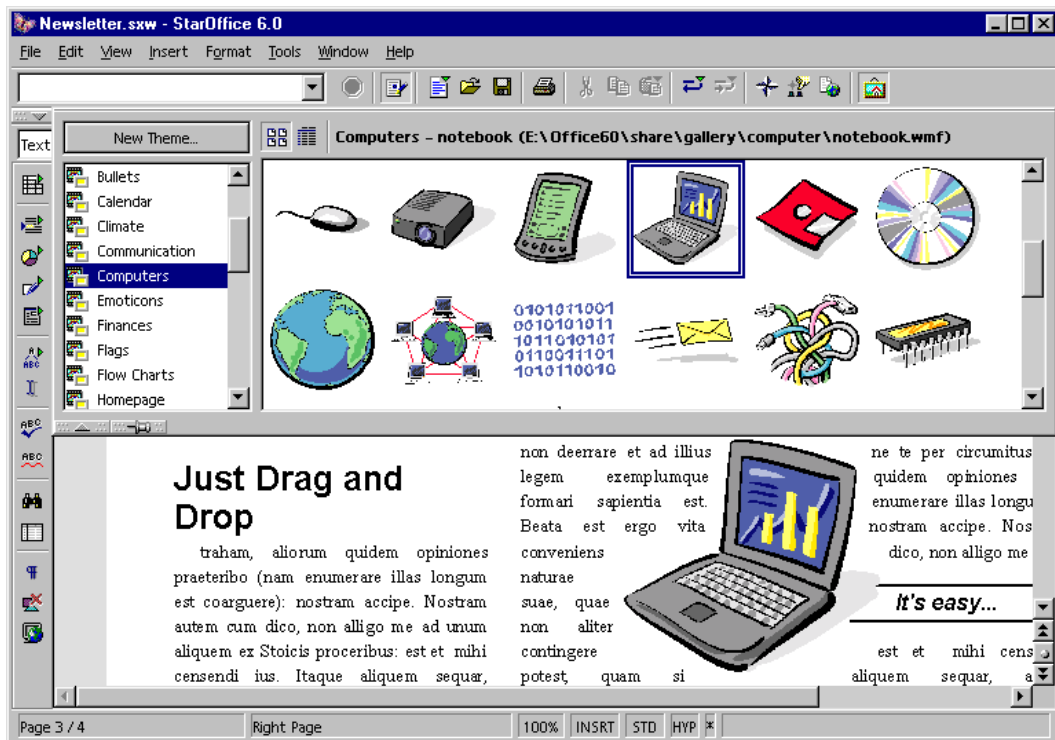 Newsletter.sxw - StarOffice 6.0
File Edit View Insert Format Tools Window Help
Text
New Theme...
Computers – notebook (E:\Office60\share\gallery\computer\notebook.wmf)
Bullets
Calendar
Climate
Communication
Computers
Emoticons
Finances
Flags
Flow Charts
Homepage
0101011001
0010101011
1011010101
0110011101
1010110010
A
ABC
ABC
ABC
Just Drag and
Drop
traham, aliorum quidem opiniones
praeteribo (nam enumerare illas longum
est coarguere): nostram accipe. Nostram
autem cum dico, non alligo me ad unum
aliquem ex Stoicis proceribus: est et mihi
censendi ius. Itaque aliquem sequar,
non deerrare et ad illius
legem exemplumque
formari sapientia est.
Beata est ergo vita
conveniens
naturae
suae, quae
non aliter
contingere
potest, quam si
ne te per circumitus
quidem opiniones
enumerare illas longu
nostram accipe. Nos
dico, non alligo me
It's easy...
est et mihi cens
aliquem sequar, a
Page 3 / 4 Right Page 100% INSRT STD HYP *